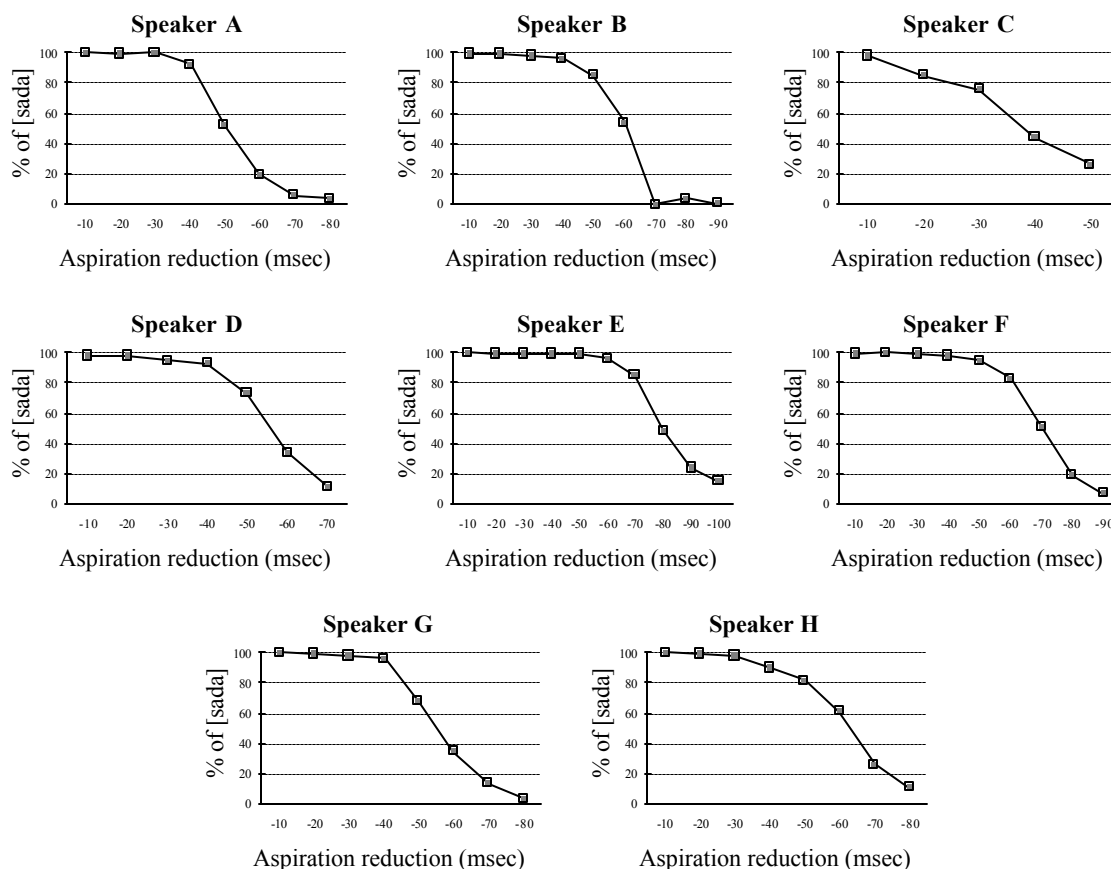 Speaker A
% of [sada]
100
80
60
40
20
0
-10 -20 -30 -40 -50 -60 -70 -80
Aspiration reduction (msec)
Speaker B
% of [sada]
100
80
60
40
20
0
-10 -20 -30 -40 -50 -60 -70 -80 -90
Aspiration reduction (msec)
Speaker C
% of [sada]
100
80
60
40
20
0
-10 -20 -30 -40 -50
Aspiration reduction (msec)
Speaker D
% of [sada]
100
80
60
40
20
0
-10 -20 -30 -40 -50 -60 -70
Aspiration reduction (msec)
Speaker E
% of [sada]
100
80
60
40
20
0
-10 -20 -30 -40 -50 -60 -70 -80 -90 -100
Aspiration reduction (msec)
Speaker F
% of [sada]
100
80
60
40
20
0
-10 -20 -30 -40 -50 -60 -70 -80 -90
Aspiration reduction (msec)
Speaker G
% of [sada]
100
80
60
40
20
0
-10 -20 -30 -40 -50 -60 -70 -80
Aspiration reduction (msec)
Speaker H
% of [sada]
100
80
60
40
20
0
-10 -20 -30 -40 -50 -60 -70 -80
Aspiration reduction (msec)